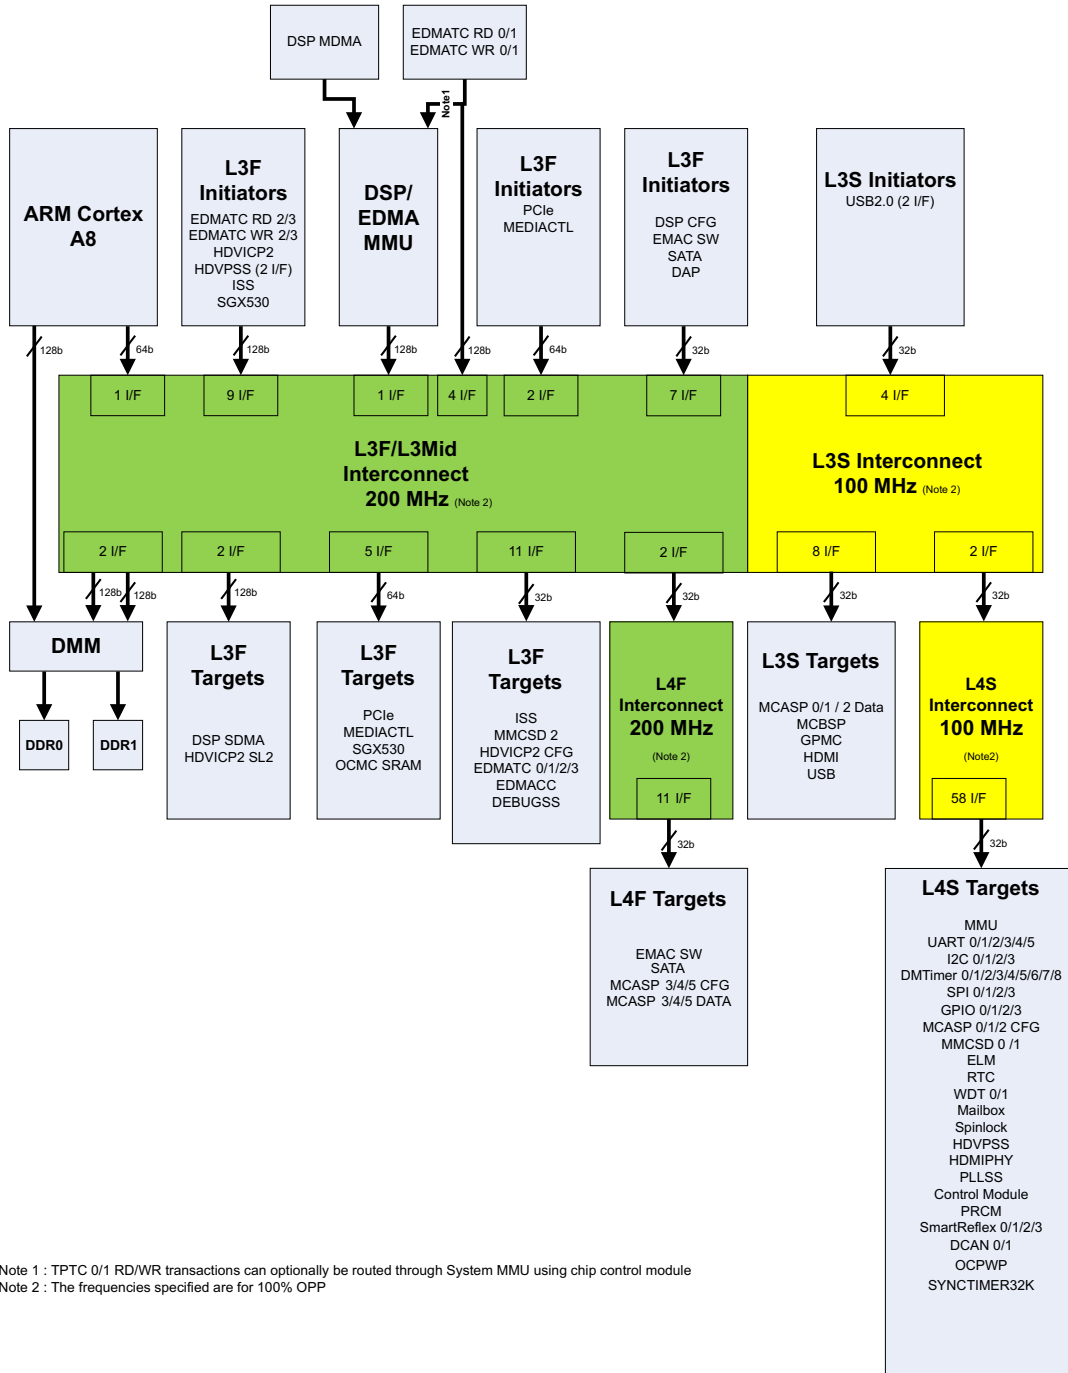 DSP MDMA
EDMATC RD 0/1
EDMATC WR 0/1
Note1
ARM Cortex
A8
L3F
Initiators
EDMATC RD 2/3
EDMATC WR 2/3
HDVICP2
HDVPSS (2 I/F)
ISS
SGX530
DSP/
EDMA
MMU
L3F
Initiators
PCIe
MEDIACTL
L3F
Initiators
DSP CFG
EMAC SW
SATA
DAP
L3S Initiators
USB2.0 (2 I/F)
128b
64b
128b
128b
128b
64b
32b
32b
1 I/F
9 I/F
1 I/F
4 I/F
2 I/F
7 I/F
4 I/F
L3F/L3Mid
Interconnect
200 MHz (Note 2)
L3S Interconnect
100 MHz (Note 2)
2 I/F
2 I/F
5 I/F
11 I/F
2 I/F
8 I/F
2 I/F
128b
128b
128b
64b
32b
32b
32b
32b
DMM
DDR0
DDR1
L3F
Targets
DSP SDMA
HDVICP2 SL2
L3F
Targets
PCIe
MEDIACTL
SGX530
OCMC SRAM
L3F
Targets
ISS
MMCSD 2
HDVICP2 CFG
EDMATC 0/1/2/3
EDMACC
DEBUGSS
L4F
Interconnect
200 MHz
(Note 2)
11 I/F
L3S Targets
MCASP 0/1 / 2 Data
MCBSP
GPMC
HDMI
USB
L4S
Interconnect
100 MHz
(Note2)
58 I/F
32b
32b
L4F Targets
EMAC SW
SATA
MCASP 3/4/5 CFG
MCASP 3/4/5 DATA
L4S Targets
MMU
UART 0/1/2/3/4/5
I2C 0/1/2/3
DMTimer 0/1/2/3/4/5/6/7/8
SPI 0/1/2/3
GPIO 0/1/2/3
MCASP 0/1/2 CFG
MMCSD 0 /1
ELM
RTC
WDT 0/1
Mailbox
Spinlock
HDVPSS
HDMIPHY
PLLSS
Control Module
PRCM
SmartReflex 0/1/2/3
DCAN 0/1
OCPWP
SYNCTIMER32K
Note 1 : TPTC 0/1 RD/WR transactions can optionally be routed through System MMU using chip control module
Note 2 : The frequencies specified are for 100% OPP